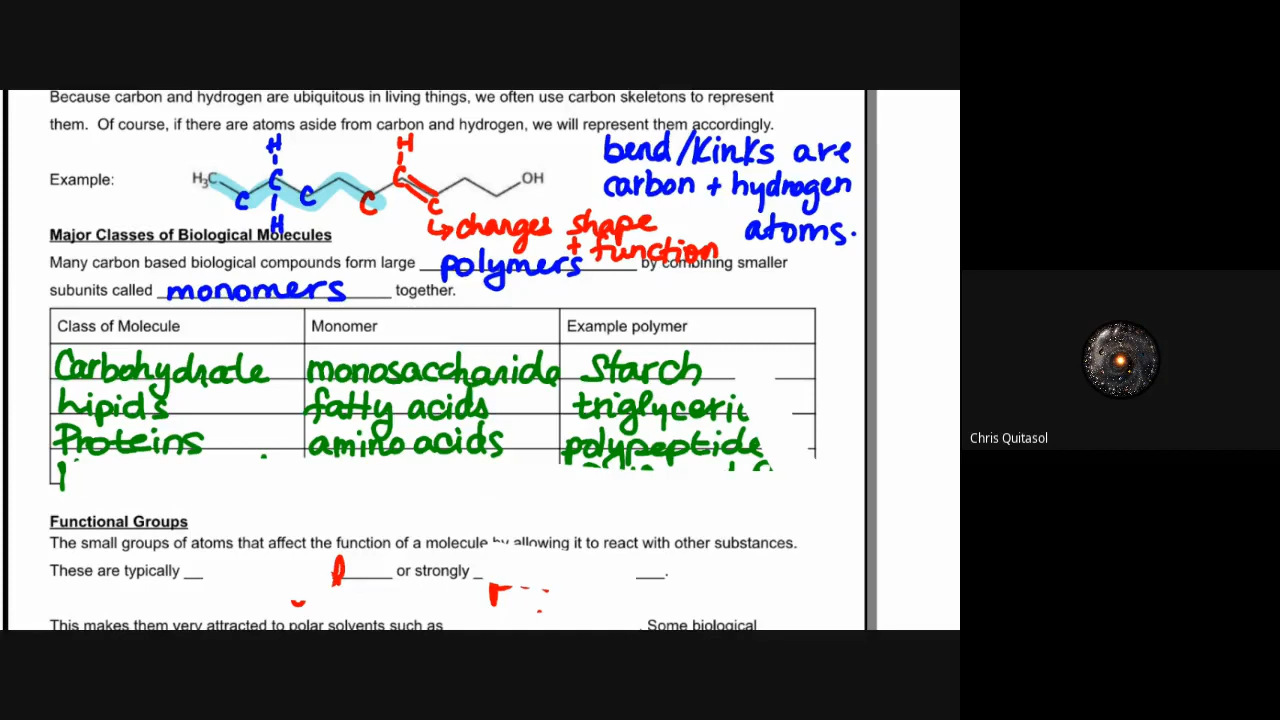 Because carbon and hydrogen are ubiquitous in living things, we often use carbon skeletons to represent
them. Of course, if there are atoms aside from carbon and hydrogen, we will represent them accordingly.
H H
bend/kinks are
Example: H₃C C C OH
carbon + hydrogen
C C C C
H
↳ changes shape
atoms.
+ function
Major Classes of Biological Molecules
Many carbon based biological compounds form large polymers by combining smaller
subunits called monomers together.
Class of Molecule Monomer Example polymer
Carbohydrate monosaccharide Starch
Lipids fatty acids
Proteins amino acids polypeptide
Functional Groups
The small groups of atoms that affect the function of a molecule by allowing it to react with other substances.
These are typically __ ______ or strongly _ ___.
This makes them very attracted to polar solvents such as . Some biological
Chris Quitasol